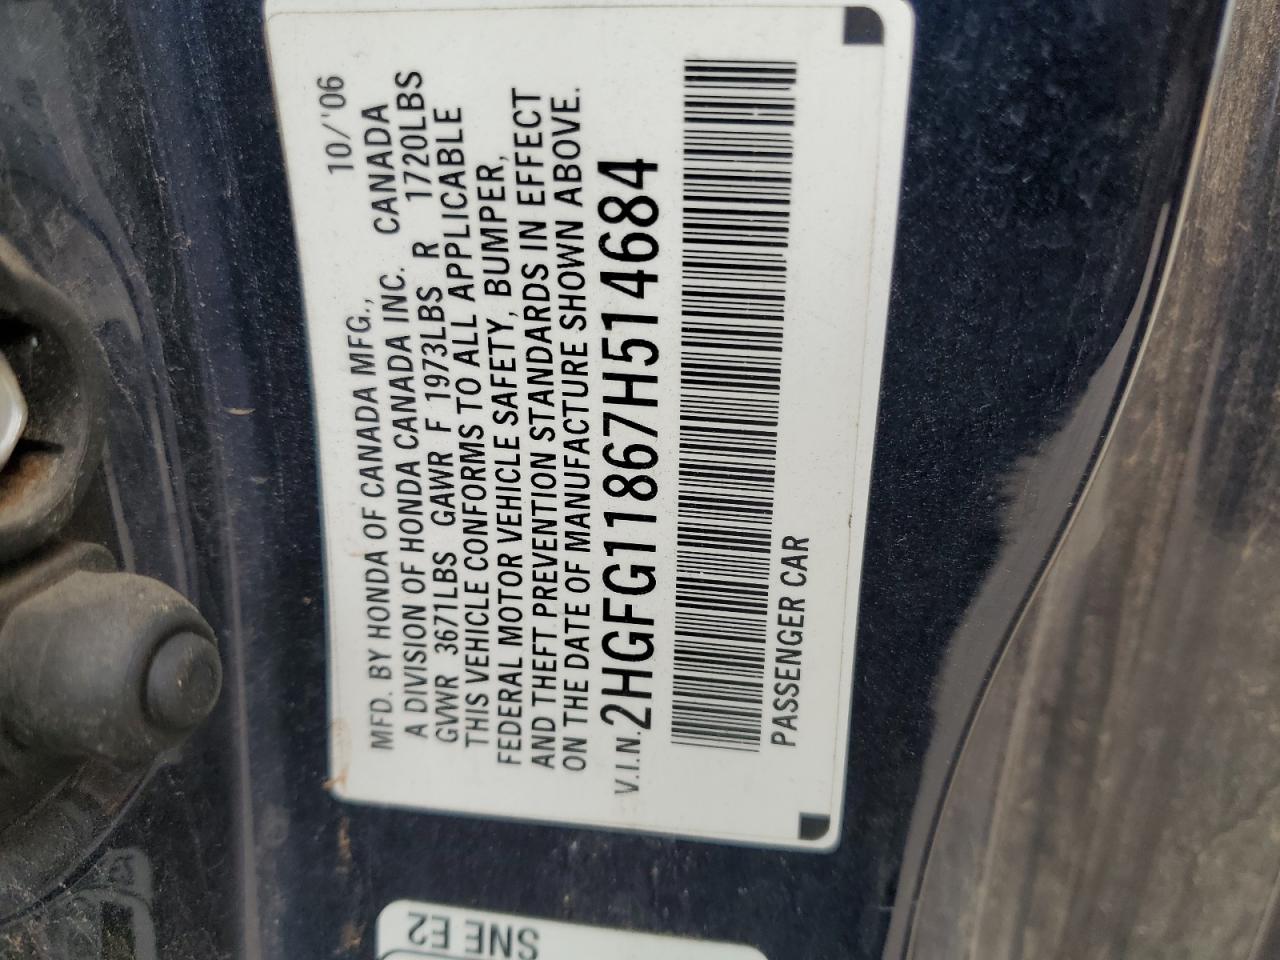 10/'06
MFD. BY HONDA OF CANADA MFG., CANADA
A DIVISION OF HONDA CANADA INC.
GVWR 3671LBS GAWR F 1973LBS R 1720LBS
THIS VEHICLE CONFORMS TO ALL APPLICABLE
FEDERAL MOTOR VEHICLE SAFETY, BUMPER,
AND THEFT PREVENTION STANDARDS IN EFFECT
ON THE DATE OF MANUFACTURE SHOWN ABOVE.
V.I.N. 2HGFG11867H514684
PASSENGER CAR
SNE E2